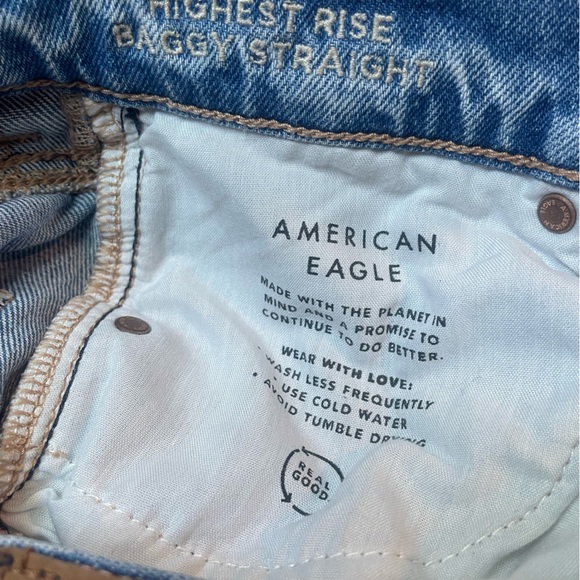 HIGHEST RISE
BAGGY STRAIGHT
AMERICAN
EAGLE
MADE WITH THE PLANET IN
MIND AND A PROMISE TO
CONTINUE TO DO BETTER.
WEAR WITH LOVE:
• WASH LESS FREQUENTLY
• USE COLD WATER
• AVOID TUMBLE DRYING
REAL
GOOD